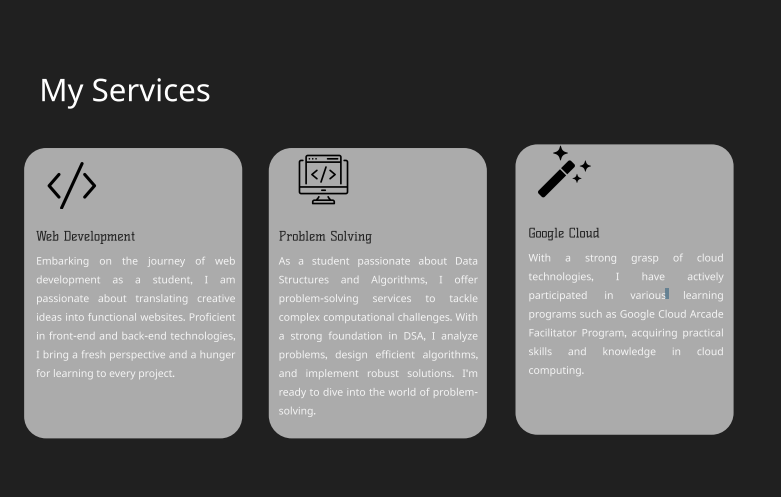 My Services
</>
</>
Web Development
Embarking on the journey of web
development as a student, I am
passionate about translating creative
ideas into functional websites. Proficient
in front-end and back-end technologies,
I bring a fresh perspective and a hunger
for learning to every project.
Problem Solving
As a student passionate about Data
Structures and Algorithms, I offer
problem-solving services to tackle
complex computational challenges. With
a strong foundation in DSA, I analyze
problems, design efficient algorithms,
and implement robust solutions. I'm
ready to dive into the world of problem-
solving.
Google Cloud
With a strong grasp of cloud
technologies, I have actively
participated in various learning
programs such as Google Cloud Arcade
Facilitator Program, acquiring practical
skills and knowledge in cloud
computing.